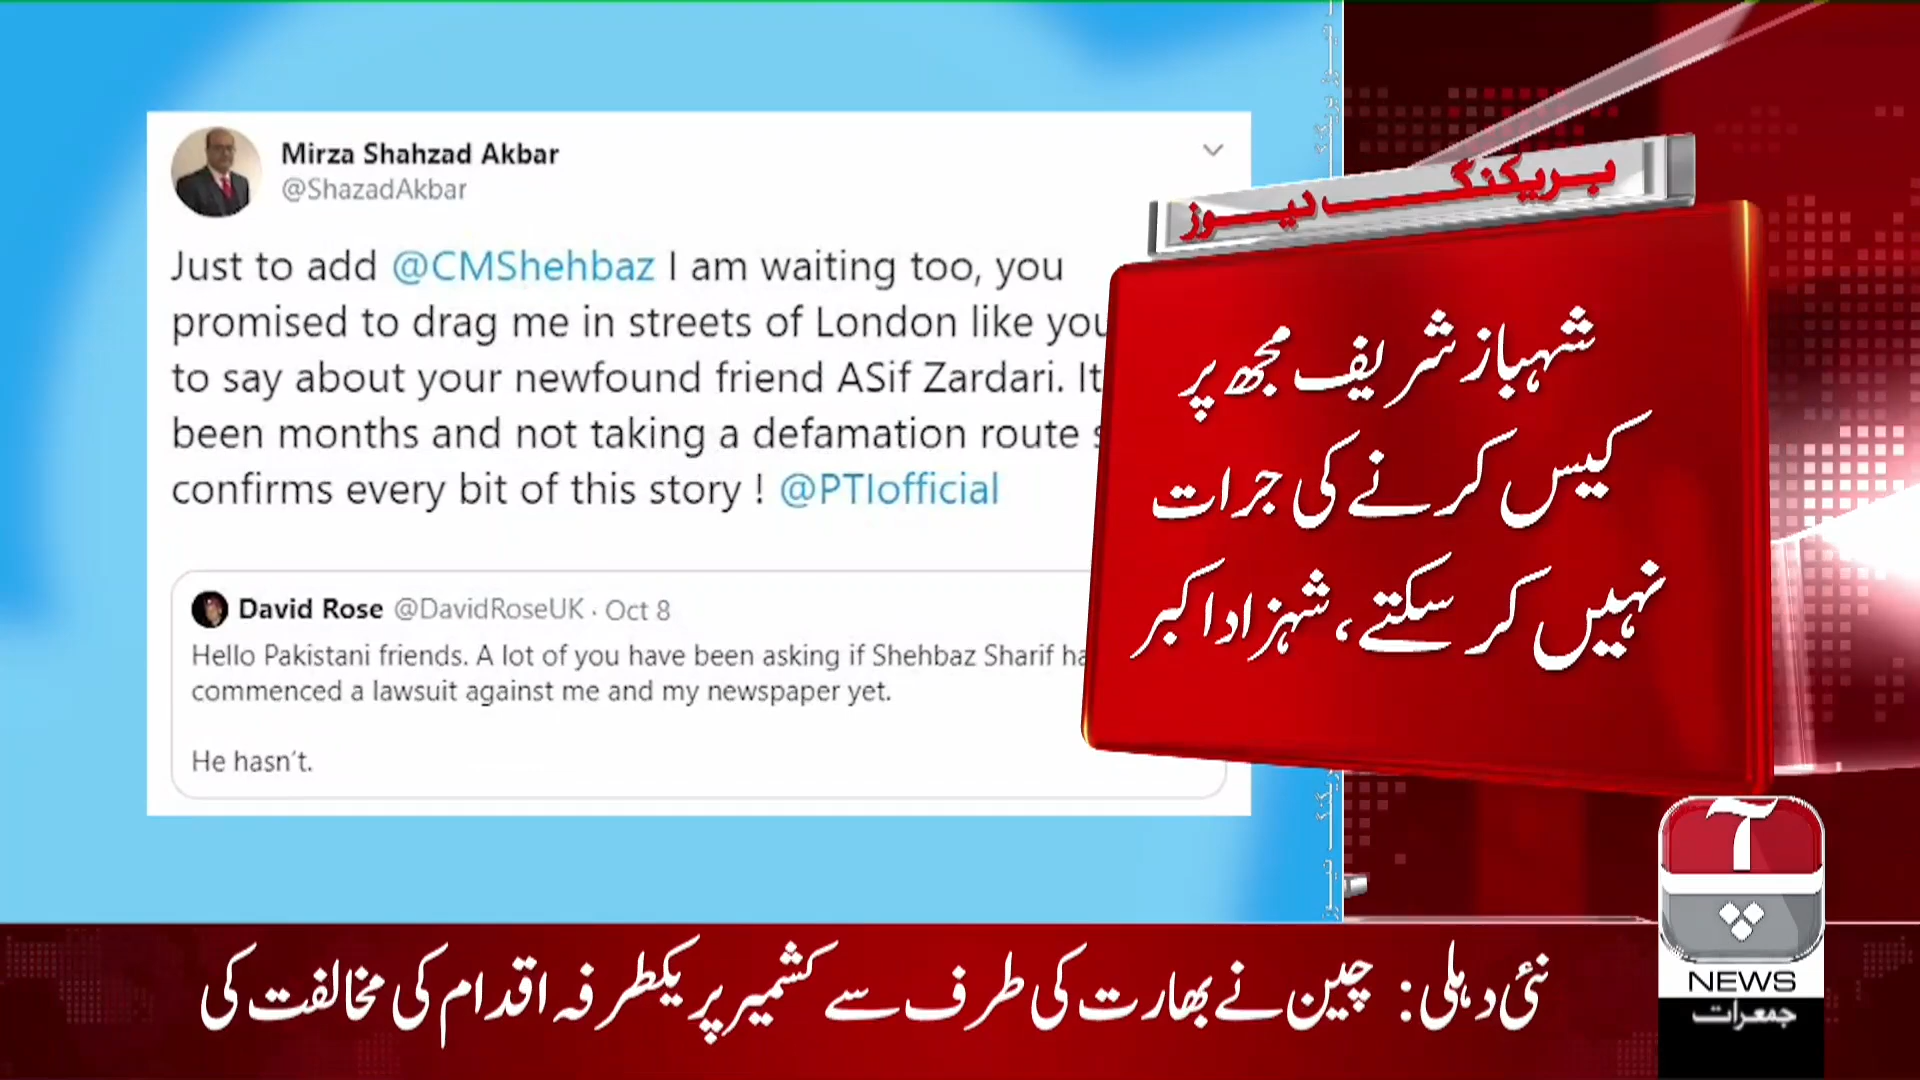 Mirza Shahzad Akbar
@ShazadAkbar
Just to add @CMShehbaz I am waiting too, you
promised to drag me in streets of London like you
to say about your newfound friend ASif Zardari. It
been months and not taking a defamation route
confirms every bit of this story ! @PTIofficial
David Rose @DavidRoseUK · Oct 8
Hello Pakistani friends. A lot of you have been asking if Shehbaz Sharif
commenced a lawsuit against me and my newspaper yet.
He hasn't.
بریکنگ نیوز
شہباز شریف مجھ پر
کیس کرنے کی جرات
نہیں کر سکتے، شہزاد اکبر
آپ
NEWS
جمعرات
نئی دہلی: چین نے بھارت کی طرف سے کشمیر پر یکطرفہ اقدام کی مخالفت کی